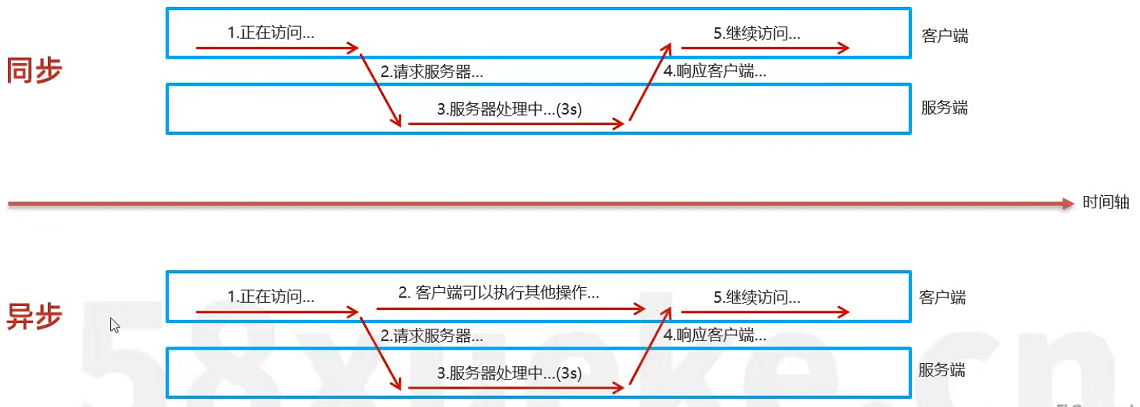 1.正在访问...
5.继续访问...
客户端
同步
2.请求服务器...
4.响应客户端...
3.服务器处理中...(3s)
服务端
时间轴
1.正在访问...
2. 客户端可以执行其他操作...
5.继续访问...
客户端
异步
2.请求服务器...
4.响应客户端...
3.服务器处理中...(3s)
服务端